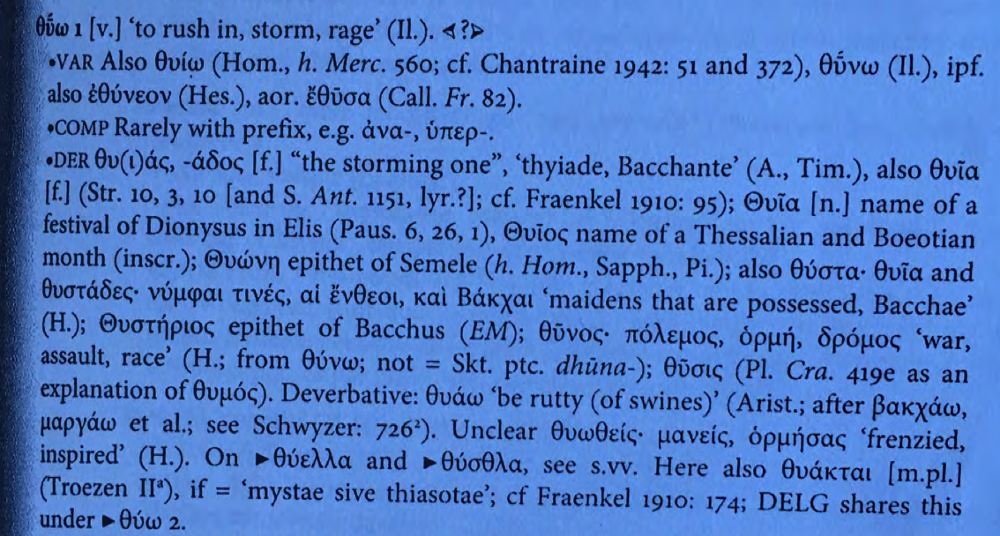 θῡ́ω 1 [v.] ‘to rush in, storm, rage’ (Il.). ⋖?⋗
•VAR Also θυίω (Hom., h. Merc. 560; cf. Chantraine 1942: 51 and 372), θῡ́νω (Il.), ipf.
also ἐθύνεον (Hes.), aor. ἔθῡσα (Call. Fr. 82).
•COMP Rarely with prefix, e.g. ἀνα-, ὑπερ-.
•DER θυ(ι)άς, -άδος [f.] “the storming one”, ‘thyiade, Bacchante’ (A., Tim.), also θυῖα
[f.] (Str. 10, 3, 10 [and S. Ant. 1151, lyr.?]; cf. Fraenkel 1910: 95); Θυῖα [n.] name of a
festival of Dionysus in Elis (Paus. 6, 26, 1), Θυῖος name of a Thessalian and Boeotian
month (inscr.); Θυώνη epithet of Semele (h. Hom., Sapph., Pi.); also θύστα· θυῖα and
θυστάδες· νύμφαι τινές, αἱ ἔνθεοι, καὶ Βάκχαι ‘maidens that are possessed, Bacchae’
(H.); Θυστήριος epithet of Bacchus (EM); θῦνος· πόλεμος, ὁρμή, δρόμος ‘war,
assault, race’ (H.; from θύνω; not = Skt. ptc. dhūna-); θῦσις (Pl. Cra. 419e as an
explanation of θυμός). Deverbative: θυάω ‘be rutty (of swines)’ (Arist.; after βακχάω,
μαργάω et al.; see Schwyzer: 726²). Unclear θυωθείς· μανείς, ὁρμήσας ‘frenzied,
inspired’ (H.). On ►θύελλα and ►θύσθλα, see s.vv. Here also θυάκται [m.pl.]
(Troezen IIᵃ), if = ‘mystae sive thiasotae’; cf Fraenkel 1910: 174; DELG shares this
under ►θύω 2.